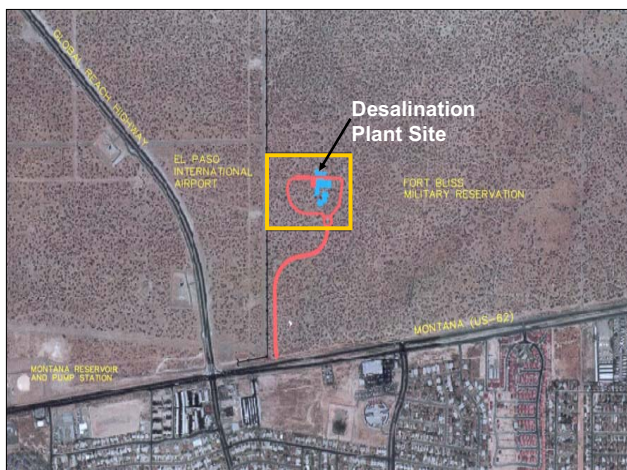 GLOBAL REACH HIGHWAY
Desalination
Plant Site
EL PASO
INTERNATIONAL
AIRPORT
FORT BLISS
MILITARY RESERVATION
MONTANA (US-62)
MONTANA RESERVOIR
AND PUMP STATION